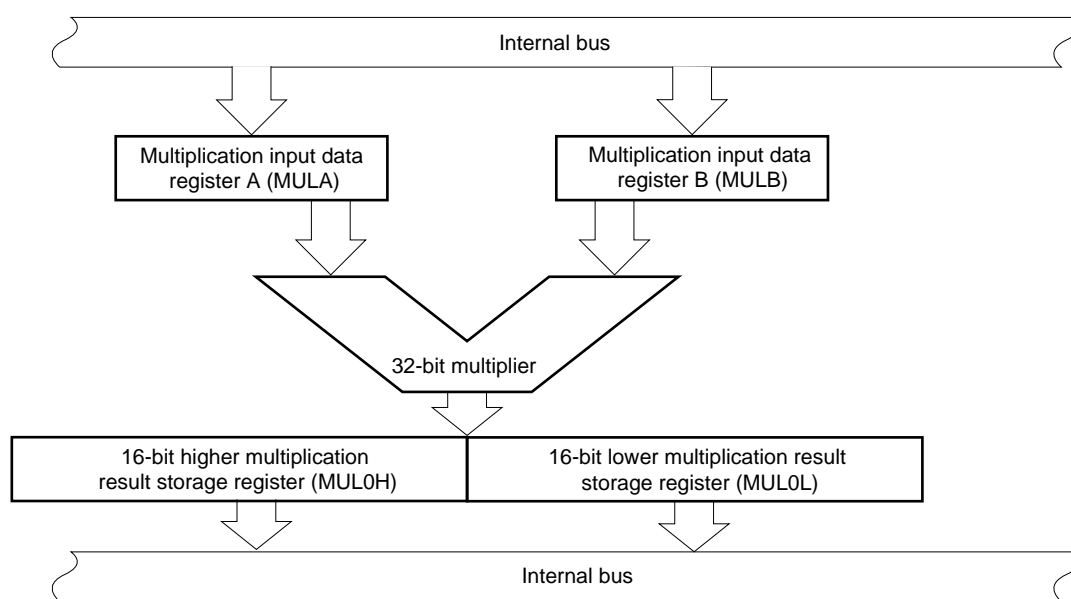 Internal bus
Multiplication input data
register A (MULA)
Multiplication input data
register B (MULB)
32-bit multiplier
16-bit higher multiplication
result storage register (MUL0H)
16-bit lower multiplication result
storage register (MUL0L)
Internal bus